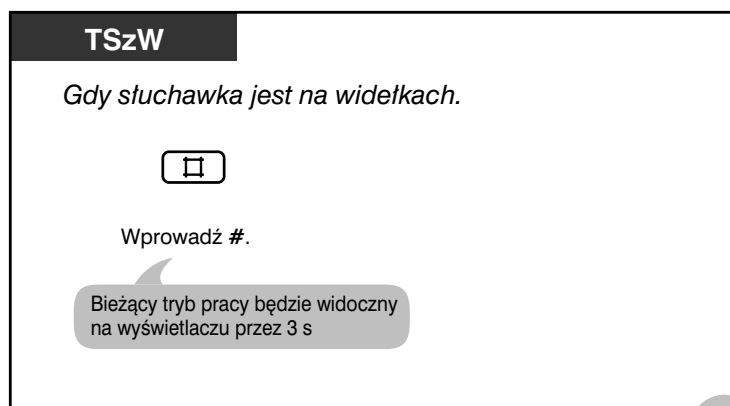 TSzW
Gdy słuchawka jest na widełkach.
#
Wprowadź #.
Bieżący tryb pracy będzie widoczny
na wyświetlaczu przez 3 s